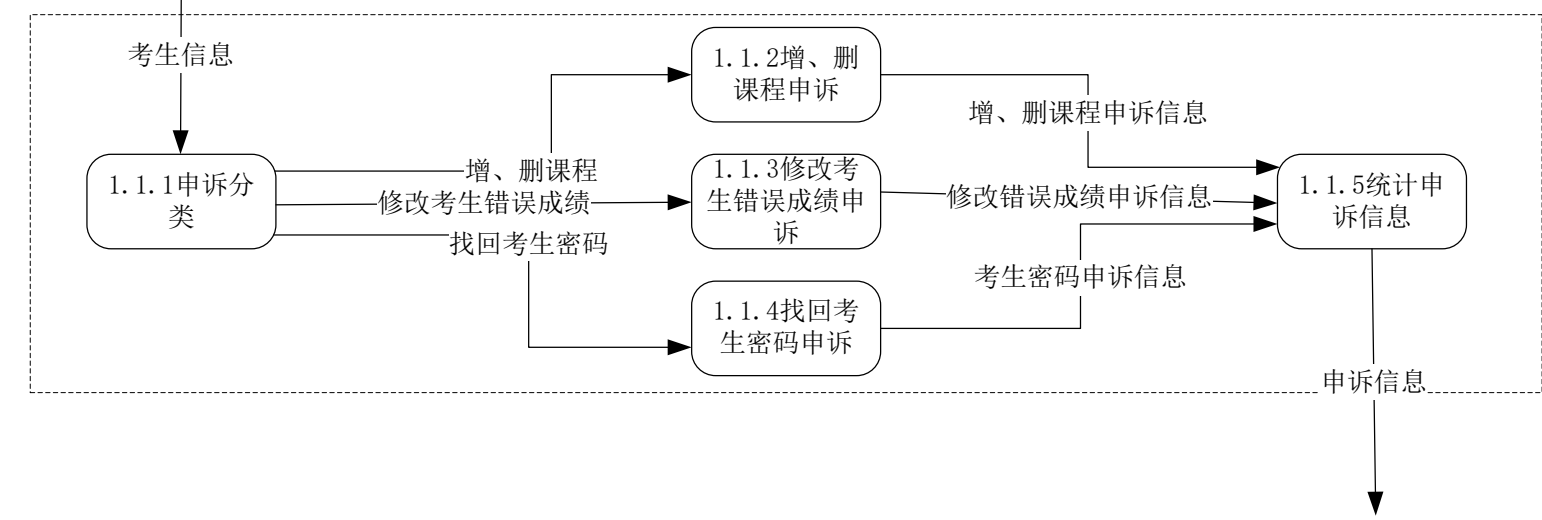 考生信息
1.1.2增、删
课程申诉
增、删课程申诉信息
1.1.1申诉分
类
增、删课程
修改考生错误成绩
找回考生密码
1.1.3修改考
生错误成绩申
诉
修改错误成绩申诉信息
1.1.5统计申
诉信息
考生密码申诉信息
1.1.4找回考
生密码申诉
申诉信息